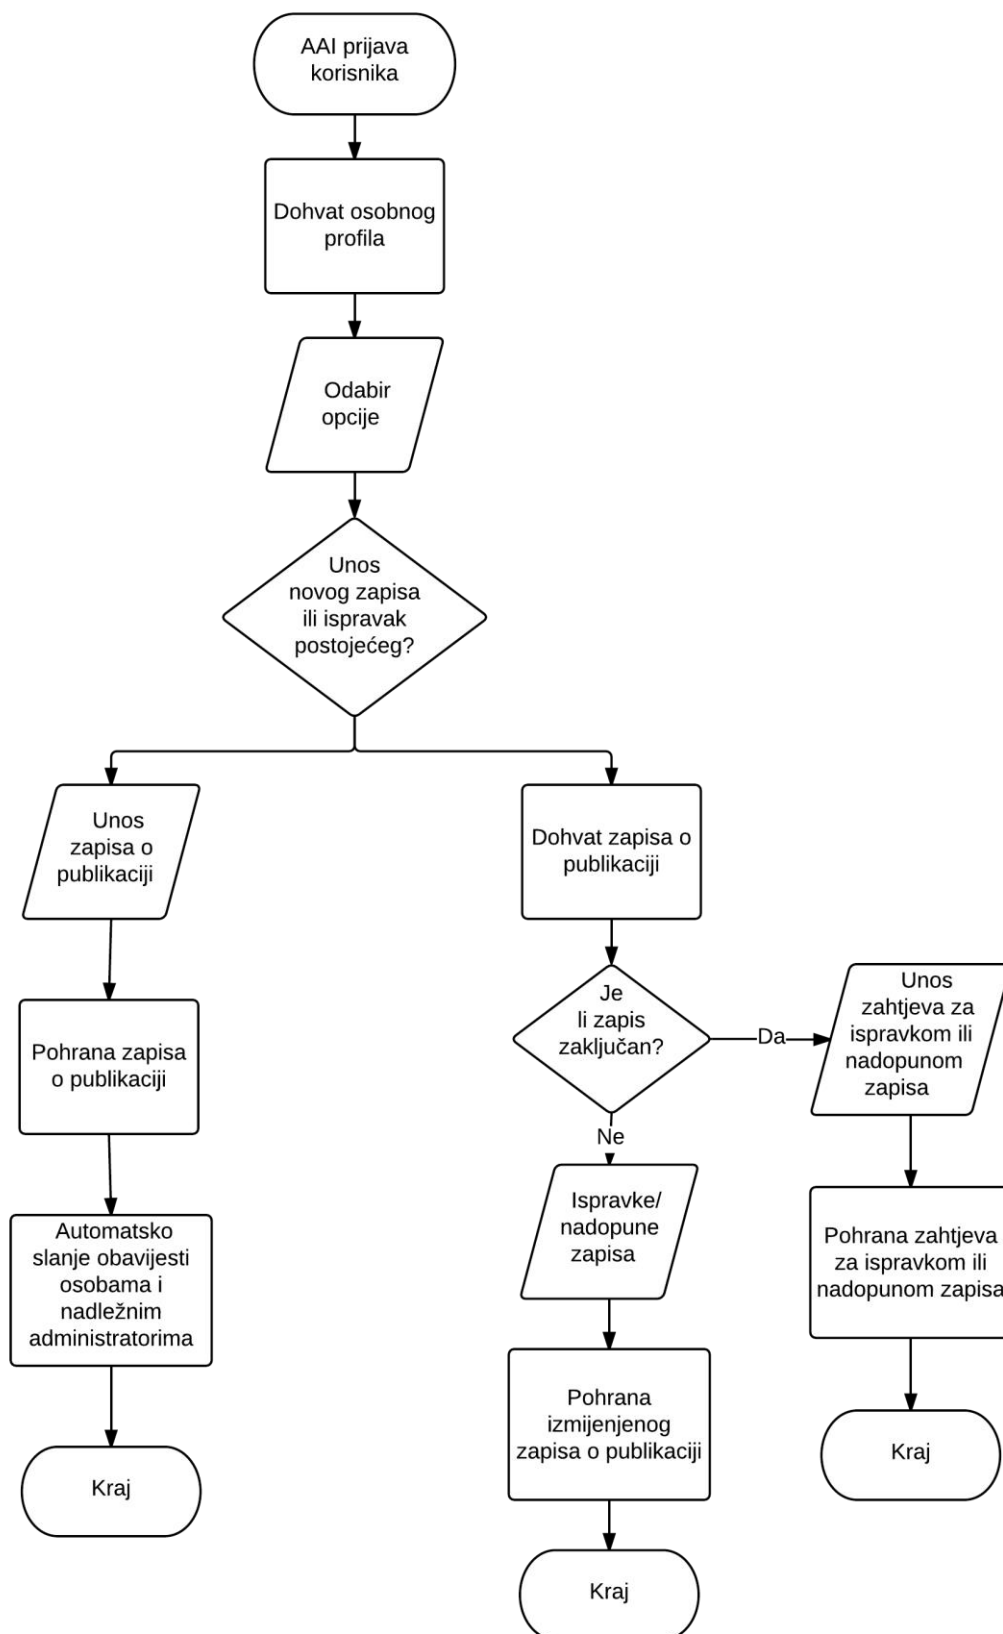 AAI prijava
korisnika
Dohvat osobnog
profila
Odabir
opcije
Unos
novog zapisa
ili ispravak
postojećeg?
Unos
zapisa o
publikaciji
Pohrana zapisa
o publikaciji
Automatsko
slanje obavijesti
osobama i
nadležnim
administratorima
Kraj
Dohvat zapisa o
publikaciji
Je
li zapis
zaključan?
Da
Ne
Ispravke/
nadopune
zapisa
Pohrana
izmijenjenog
zapisa o publikaciji
Kraj
Unos
zahtjeva za
ispravkom ili
nadopunom
zapisa
Pohrana zahtjeva
za ispravkom ili
nadopunom zapisa
Kraj